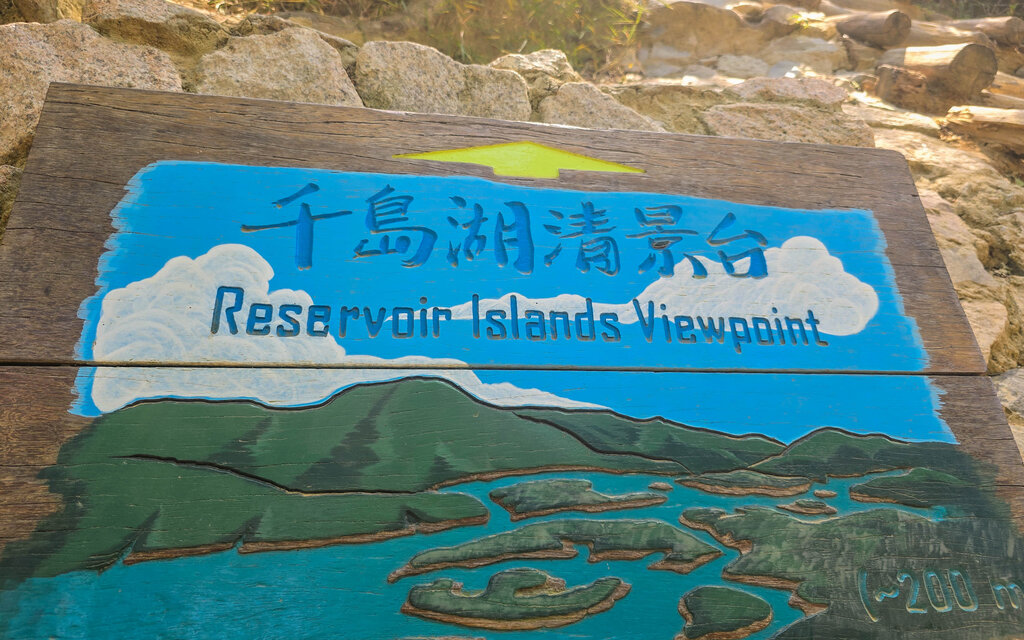 千島湖清景台
Reservoir Islands Viewpoint
(~200 m